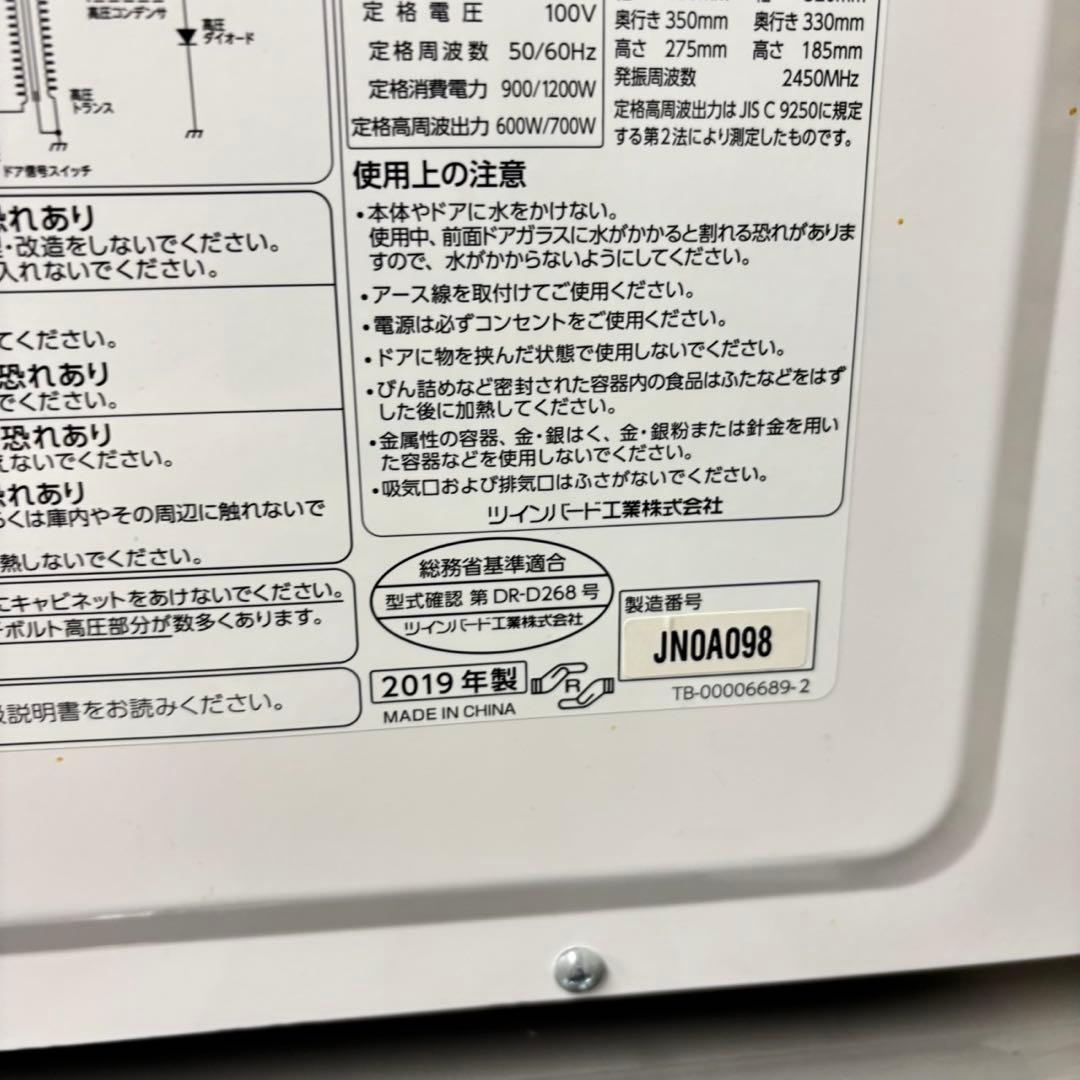 高圧コンデンサ
高圧
ダイオード
高圧
トランス
ドア信号スイッチ
定格電圧 100V
定格周波数 50/60Hz
定格消費電力 900/1200W
定格高周波出力 600W/700W
奥行き 350mm 奥行き 330mm
高さ 275mm 高さ 185mm
発振周波数 2450MHz
定格高周波出力はJIS C 9250に規定
する第2法により測定したものです。
れあり
・改造をしないでください。
入れないでください。
てください。
恐れあり
でください。
恐れあり
えないでください。
れあり
くは庫内やその周辺に触れないで
熱しないでください。
にキャビネットをあけないでください。
ボルト高圧部分が数多くあります。
説明書をお読みください。
使用上の注意
•本体やドアに水をかけない。
使用中、前面ドアガラスに水がかかると割れる恐れがありま
すので、水がかからないようにしてください。
•アース線を取付けてご使用ください。
•電源は必ずコンセントをご使用ください。
•ドアに物を挟んだ状態で使用しないでください。
•びん詰めなど密封された容器内の食品はふたなどをはず
した後に加熱してください。
•金属性の容器、金・銀はく、金・銀粉または針金を用い
た容器などを使用しないでください。
•吸気口および排気口はふさがないでください。
ツインバード工業株式会社
総務省基準適合
型式確認 第 DR-D268 号
ツインバード工業株式会社
製造番号
JN0A098
2019 年製
R
MADE IN CHINA
TB-00006689-2